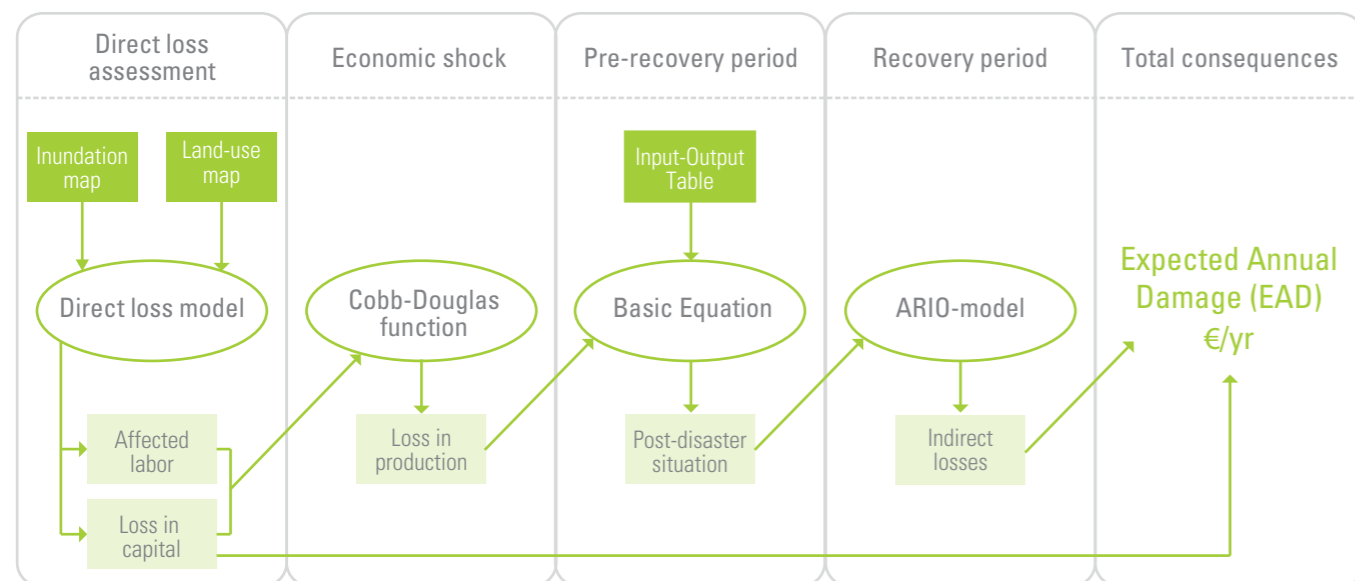 Direct loss
assessment
Economic shock
Pre-recovery period
Recovery period
Total consequences
Inundation
map
Land-use
map
Input-Output
Table
Direct loss model
Cobb-Douglas
function
Basic Equation
ARIO-model
Expected Annual
Damage (EAD)
€/yr
Affected
labor
Loss in
production
Post-disaster
situation
Indirect
losses
Loss in
capital